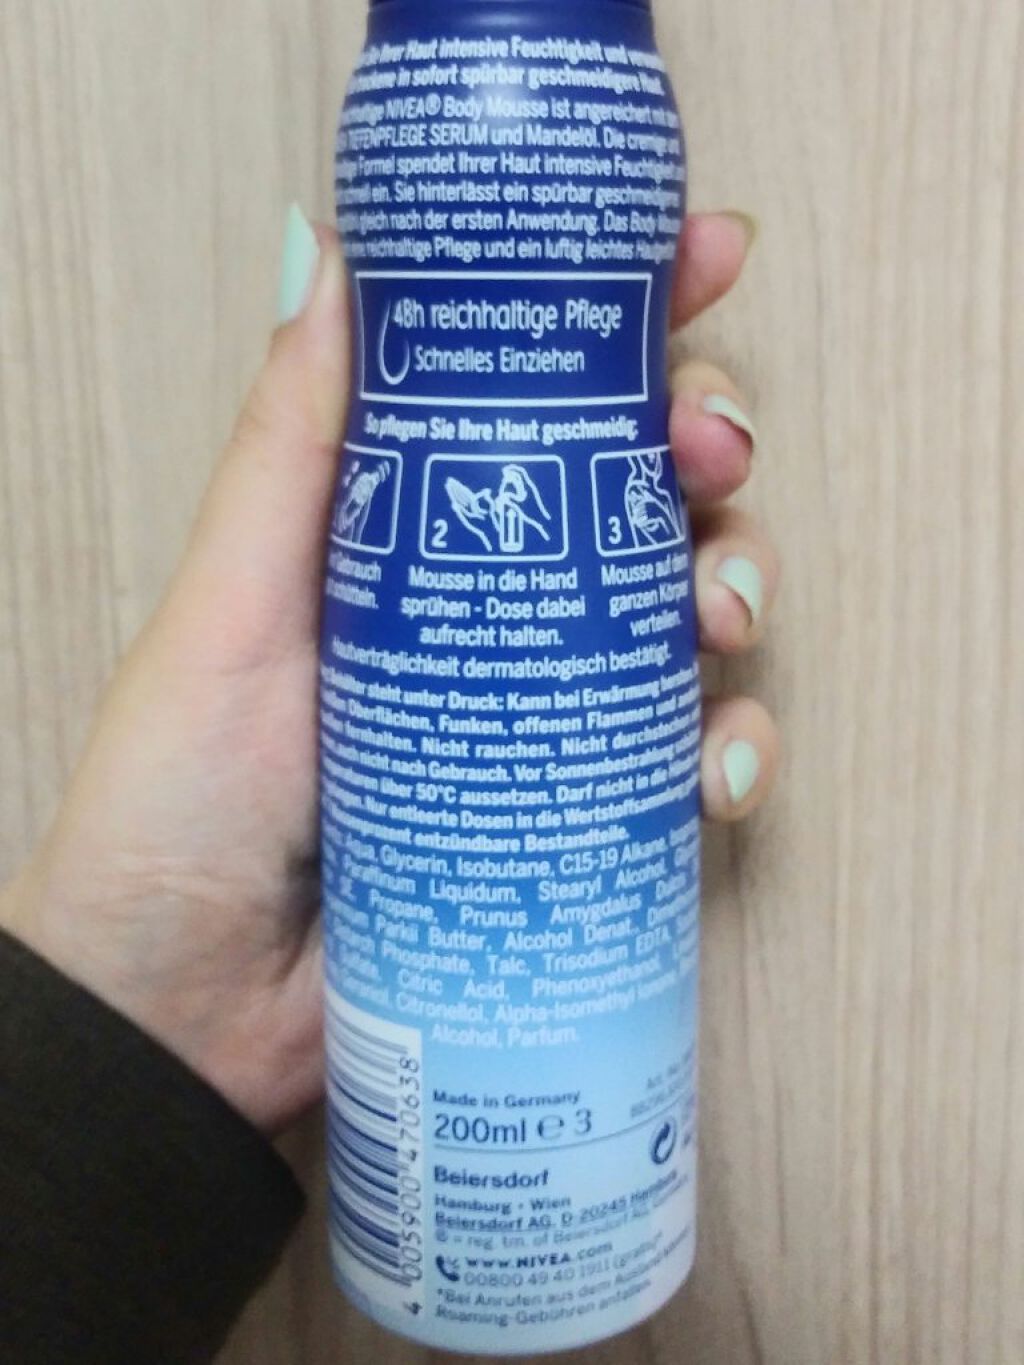 Ihrer Haut intensive Feuchtigkeit und
in sofort spürbar geschmeidigere
NIVEA® Body Mousse ist angereichert mit
TIEFENPFLEGE SERUM und Mandelöl. Die cremige
Formel spendet Ihrer Haut intensive Feuchtigkeit
ein. Sie hinterlässt ein spürbar
gleich nach der ersten Anwendung. Das Body
reichhaltige Pflege und ein luftig leichtes
48h reichhaltige Pflege
Schnelles Einziehen
So pflegen Sie Ihre Haut geschmeidig:
2
3
Gebrauch
schütteln.
Mousse in die Hand
sprühen - Dose dabei
aufrecht halten.
Mousse auf dem
ganzen Körper
verteilen.
Hautverträglichkeit dermatologisch bestätigt.
Behälter steht unter Druck: Kann bei Erwärmung
Oberflächen, Funken, offenen Flammen und
fernhalten. Nicht rauchen. Nicht durchstechen
auch nicht nach Gebrauch. Vor Sonnenbestrahlung
über 50°C aussetzen. Darf nicht in die
Nur entleerte Dosen in die Wertstoffsammlung
entzündbare Bestandteile.
Aqua, Glycerin, Isobutane, C15-19 Alkane,
Paraffinum Liquidum, Stearyl Alcohol,
Propane, Prunus Amygdalus Dulcis
Parkii Butter, Alcohol Denat.,
Starch Phosphate, Talc, Trisodium EDTA,
Citric Acid, Phenoxyethanol,
Geraniol, Citronellol, Alpha-Isomethyl Ionone,
Alcohol, Parfum.
4 005900 470638
Made in Germany
200ml e 3
Beiersdorf
Hamburg · Wien
Beiersdorf AG, D-20245 Hamburg
® = reg. tm. of Beiersdorf AG
www.NIVEA.com
00800 49 40 1911 (gratis)*
*Bei Anrufen aus dem Ausland
Roaming-Gebühren anfallen